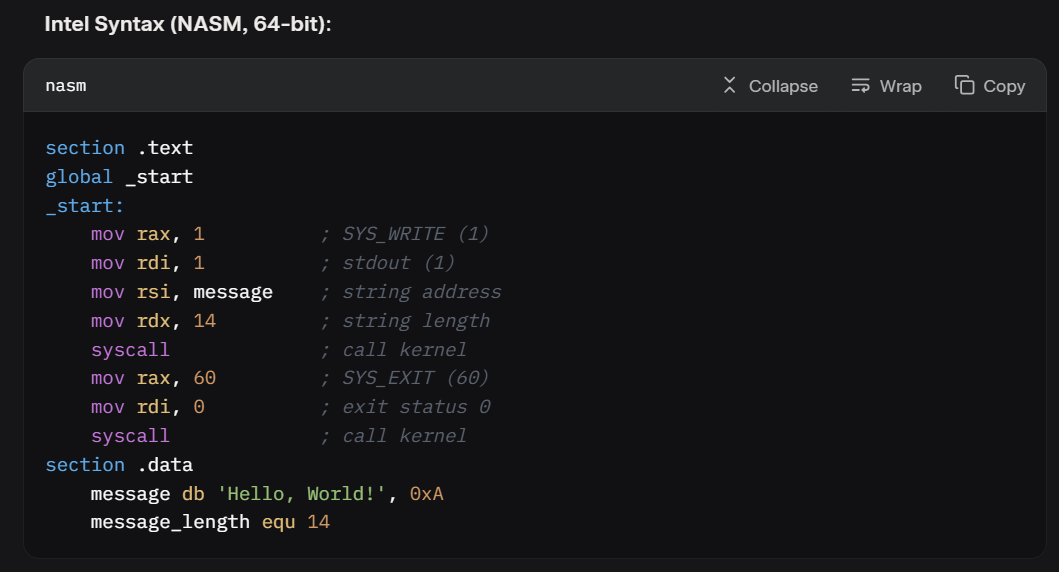 Intel Syntax (NASM, 64-bit):
nasm Collapse Wrap Copy
section .text
global _start
_start:
    mov rax, 1          ; SYS_WRITE (1)
    mov rdi, 1          ; stdout (1)
    mov rsi, message    ; string address
    mov rdx, 14         ; string length
    syscall             ; call kernel
    mov rax, 60         ; SYS_EXIT (60)
    mov rdi, 0          ; exit status 0
    syscall             ; call kernel
section .data
    message db 'Hello, World!', 0xA
    message_length equ 14